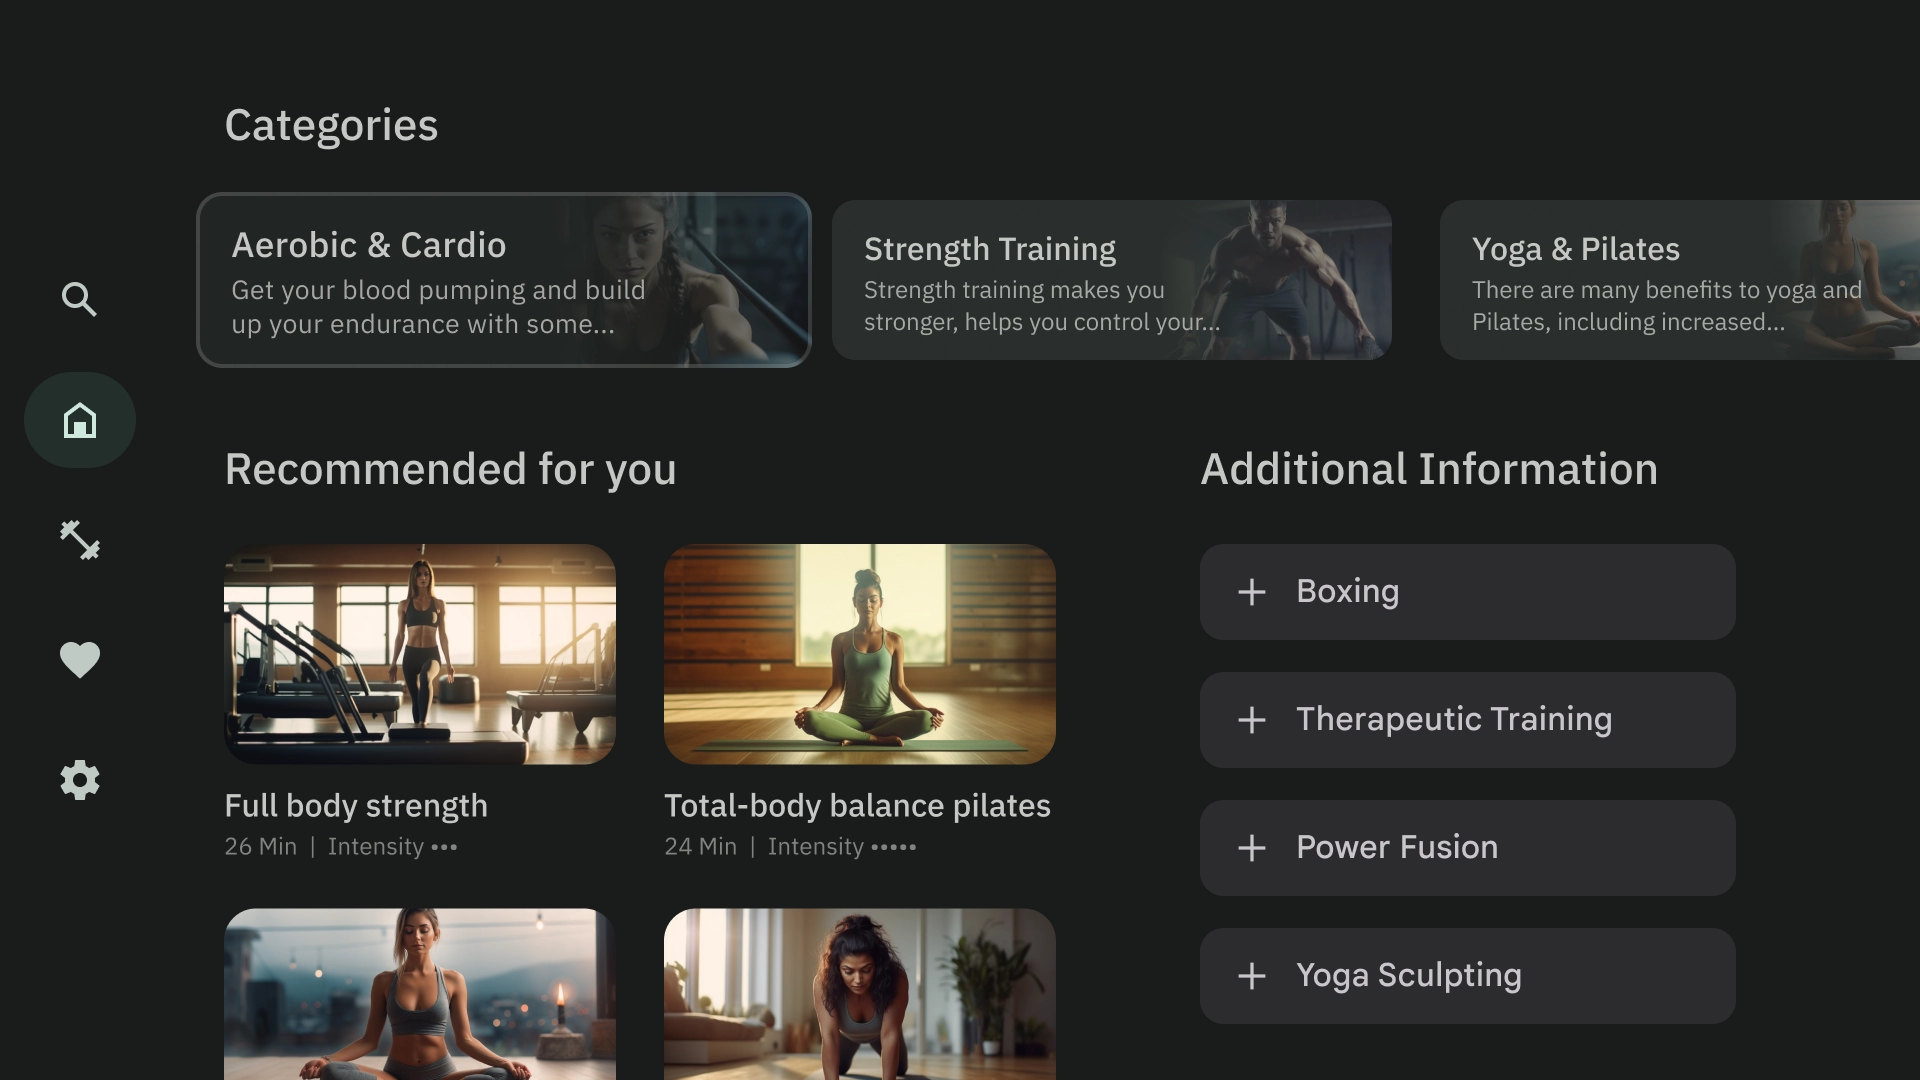 Categories
Aerobic & Cardio
Get your blood pumping and build
up your endurance with some...
Strength Training
Strength training makes you
stronger, helps you control your...
Yoga & Pilates
There are many benefits to yoga and
Pilates, including increased...
Recommended for you
Full body strength
26 Min | Intensity •••
Total-body balance pilates
24 Min | Intensity •••••
Additional Information
Boxing
Therapeutic Training
Power Fusion
Yoga Sculpting